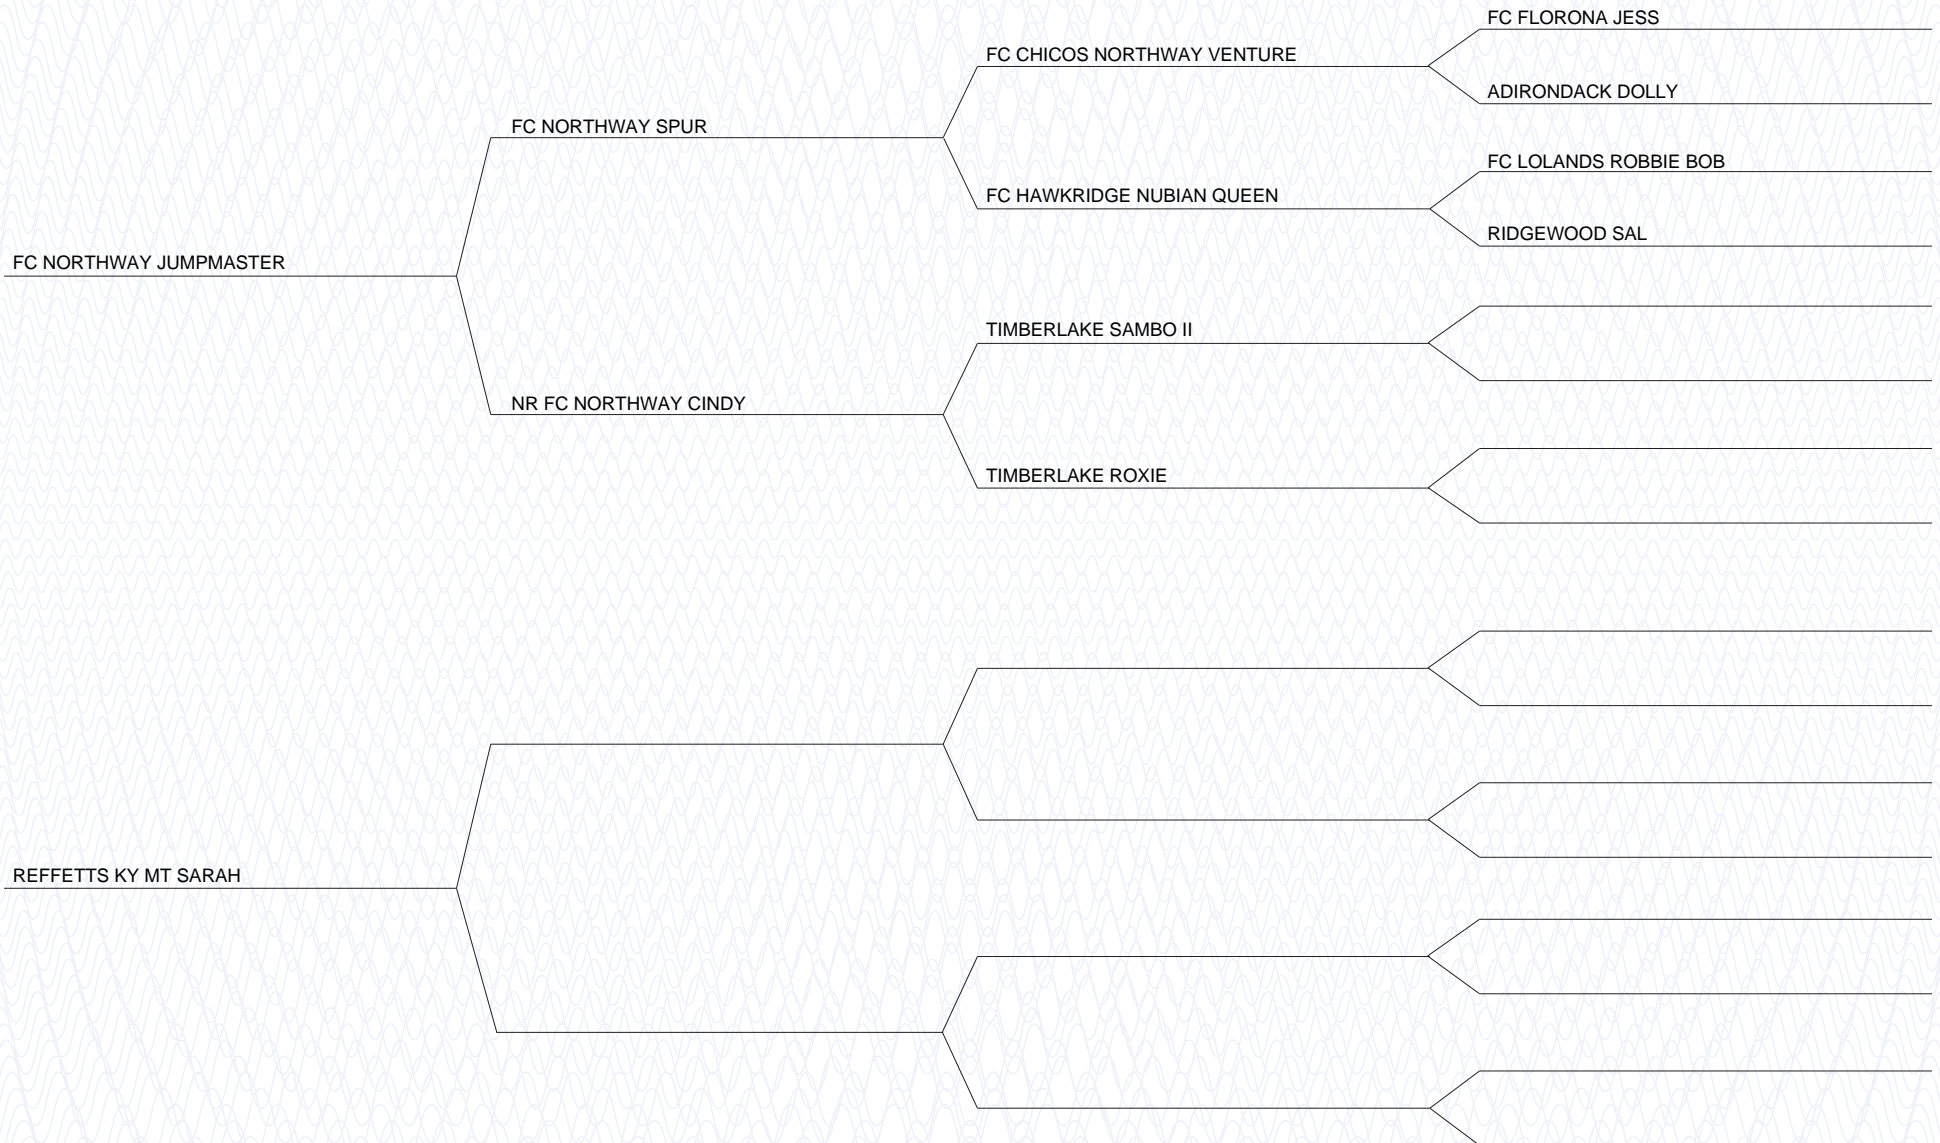 FC FLORONA JESS
FC CHICOS NORTHWAY VENTURE
ADIRONDACK DOLLY
FC NORTHWAY SPUR
FC LOLANDS ROBBIE BOB
FC HAWKRIDGE NUBIAN QUEEN
RIDGEWOOD SAL
FC NORTHWAY JUMPMASTER
TIMBERLAKE SAMBO II
NR FC NORTHWAY CINDY
TIMBERLAKE ROXIE
REFFETTS KY MT SARAH